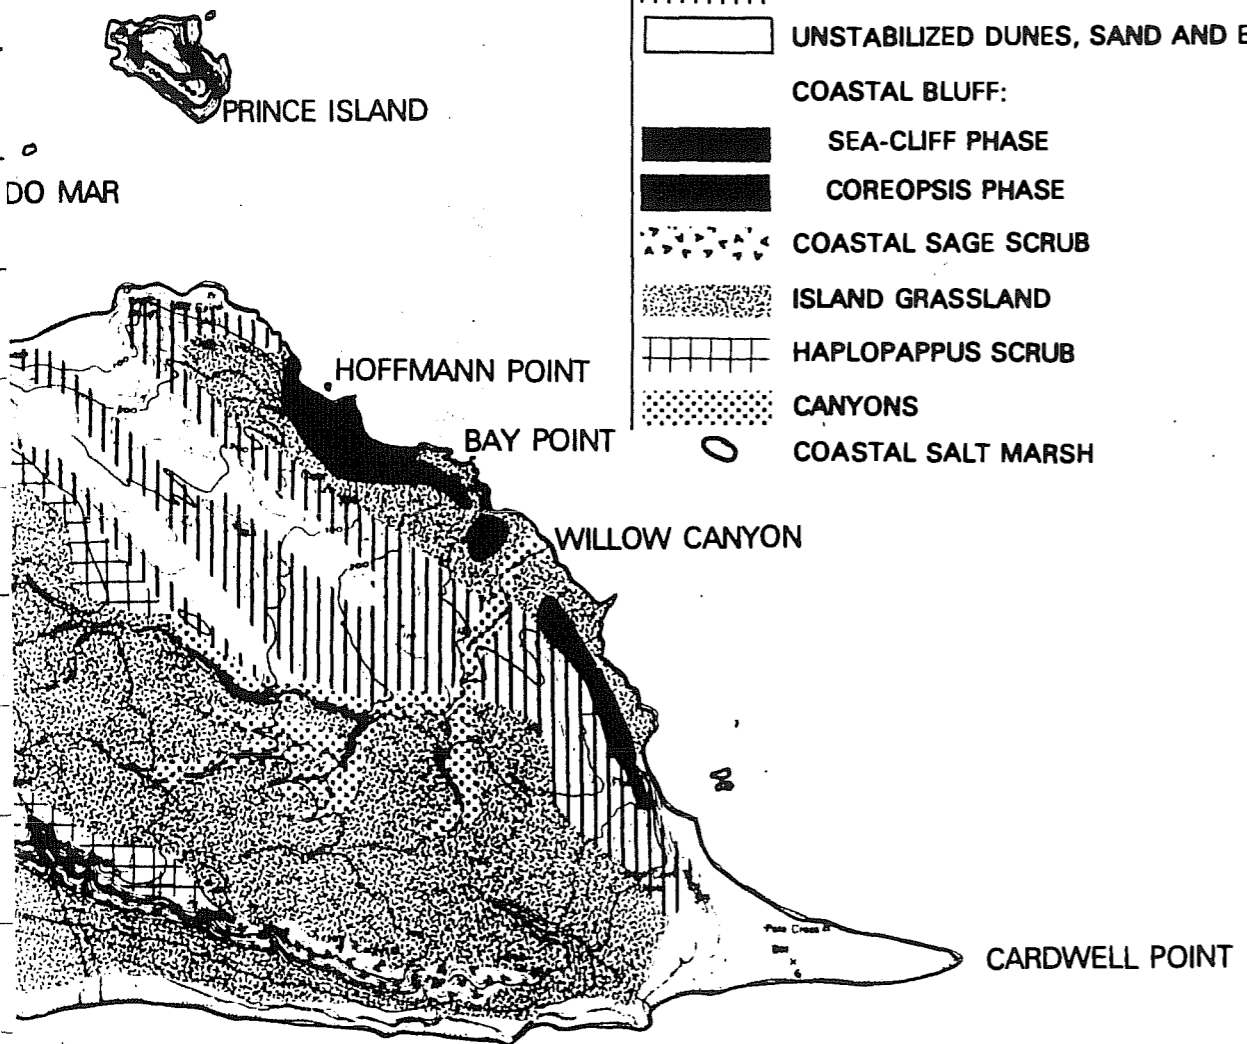 UNSTABILIZED DUNES, SAND AND
COASTAL BLUFF:
SEA-CLIFF PHASE
COREOPSIS PHASE
COASTAL SAGE SCRUB
ISLAND GRASSLAND
HAPLOPAPPUS SCRUB
CANYONS
COASTAL SALT MARSH
PRINCE ISLAND
DO MAR
HOFFMANN POINT
BAY POINT
WILLOW CANYON
CARDWELL POINT